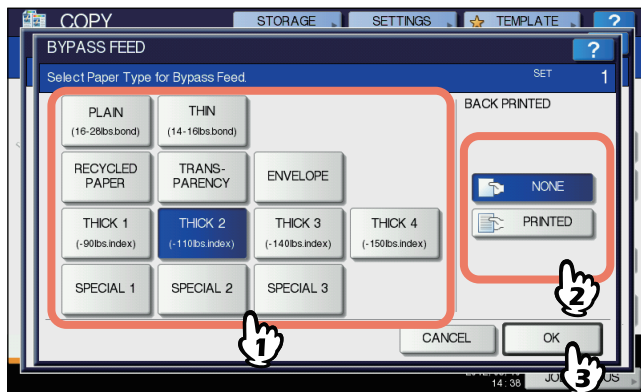 COPY
STORAGE
SETTINGS
TEMPLATE
?
BYPASS FEED
?
Select Paper Type for Bypass Feed.
SET 1
PLAIN
(16-28lbs.bond)
THIN
(14-16lbs.bond)
BACK PRINTED
RECYCLED
PAPER
TRANS-
PARENCY
ENVELOPE
NONE
THICK 1
(-90lbs.index)
THICK 2
(-110lbs.index)
THICK 3
(-140lbs.index)
THICK 4
(-150lbs.index)
PRINTED
SPECIAL 1
SPECIAL 2
SPECIAL 3
2
1
CANCEL
OK
3
14:38